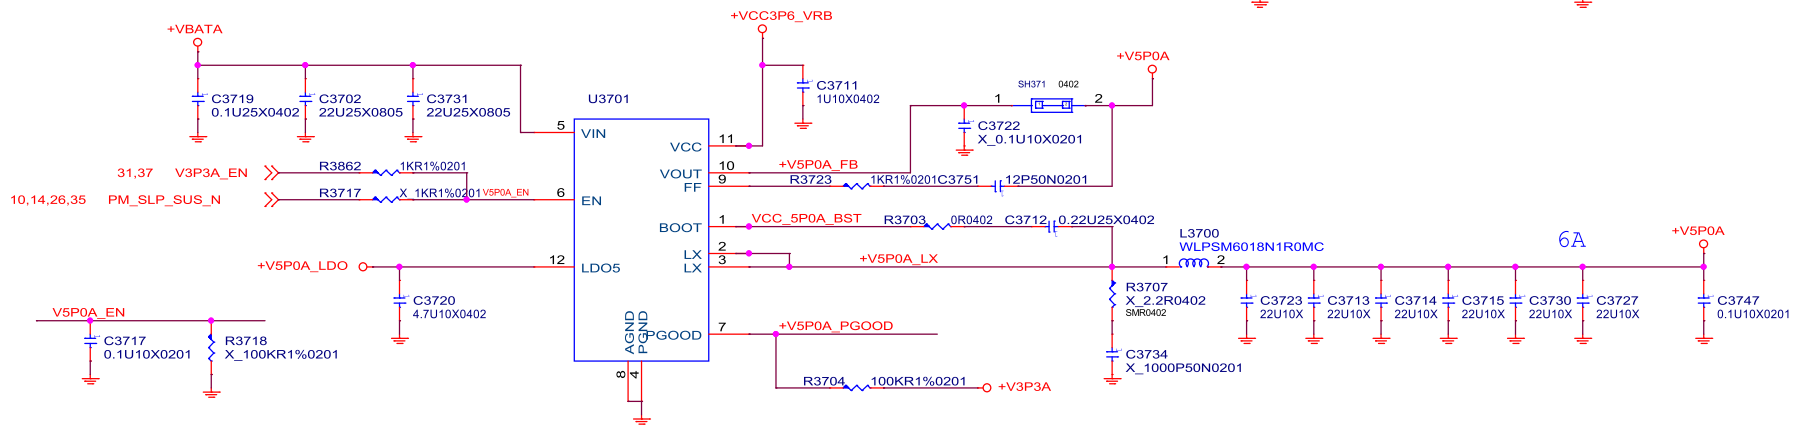 +VCC3P6_VRB
+VBATA
+V5P0A
C3719
0.1U25X0402
C3702
22U25X0805
C3731
22U25X0805
U3701
C3711
1U10X0402
SH371 0402
1 2
C3722
X_0.1U10X0201
5 VIN
VCC 11
31,37 V3P3A_EN
R3862 1KR1%0201
VOUT 10 +V5P0A_FB
FF 9 R3723 1KR1%0201 C3751 12P50N0201
10,14,26,35 PM_SLP_SUS_N
R3717 X_1KR1%0201 V5P0A_EN
6 EN
BOOT 1 VCC_5P0A_BST R3703 0R0402 C3712 0.22U25X0402
LX 2
LX 3 +V5P0A_LX
L3700
WLPSM6018N1R0MC
1 2
6A
+V5P0A
+V5P0A_LDO 12 LDO5
C3720
4.7U10X0402
R3707
X_2.2R0402
SMR0402
C3723
22U10X
C3713
22U10X
C3714
22U10X
C3715
22U10X
C3730
22U10X
C3727
22U10X
C3747
0.1U10X0201
V5P0A_EN
C3717
0.1U10X0201
R3718
X_100KR1%0201
AGND
PGND
PGOOD 7 +V5P0A_PGOOD
C3734
X_1000P50N0201
8 4
R3704 100KR1%0201 +V3P3A